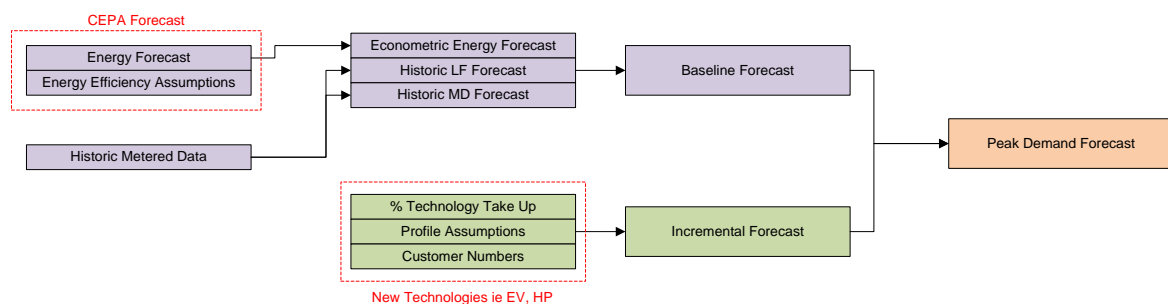 CEPA Forecast
Energy Forecast
Energy Efficiency Assumptions
Historic Metered Data
Econometric Energy Forecast
Historic LF Forecast
Historic MD Forecast
Baseline Forecast
Peak Demand Forecast
% Technology Take Up
Profile Assumptions
Customer Numbers
Incremental Forecast
New Technologies ie EV, HP